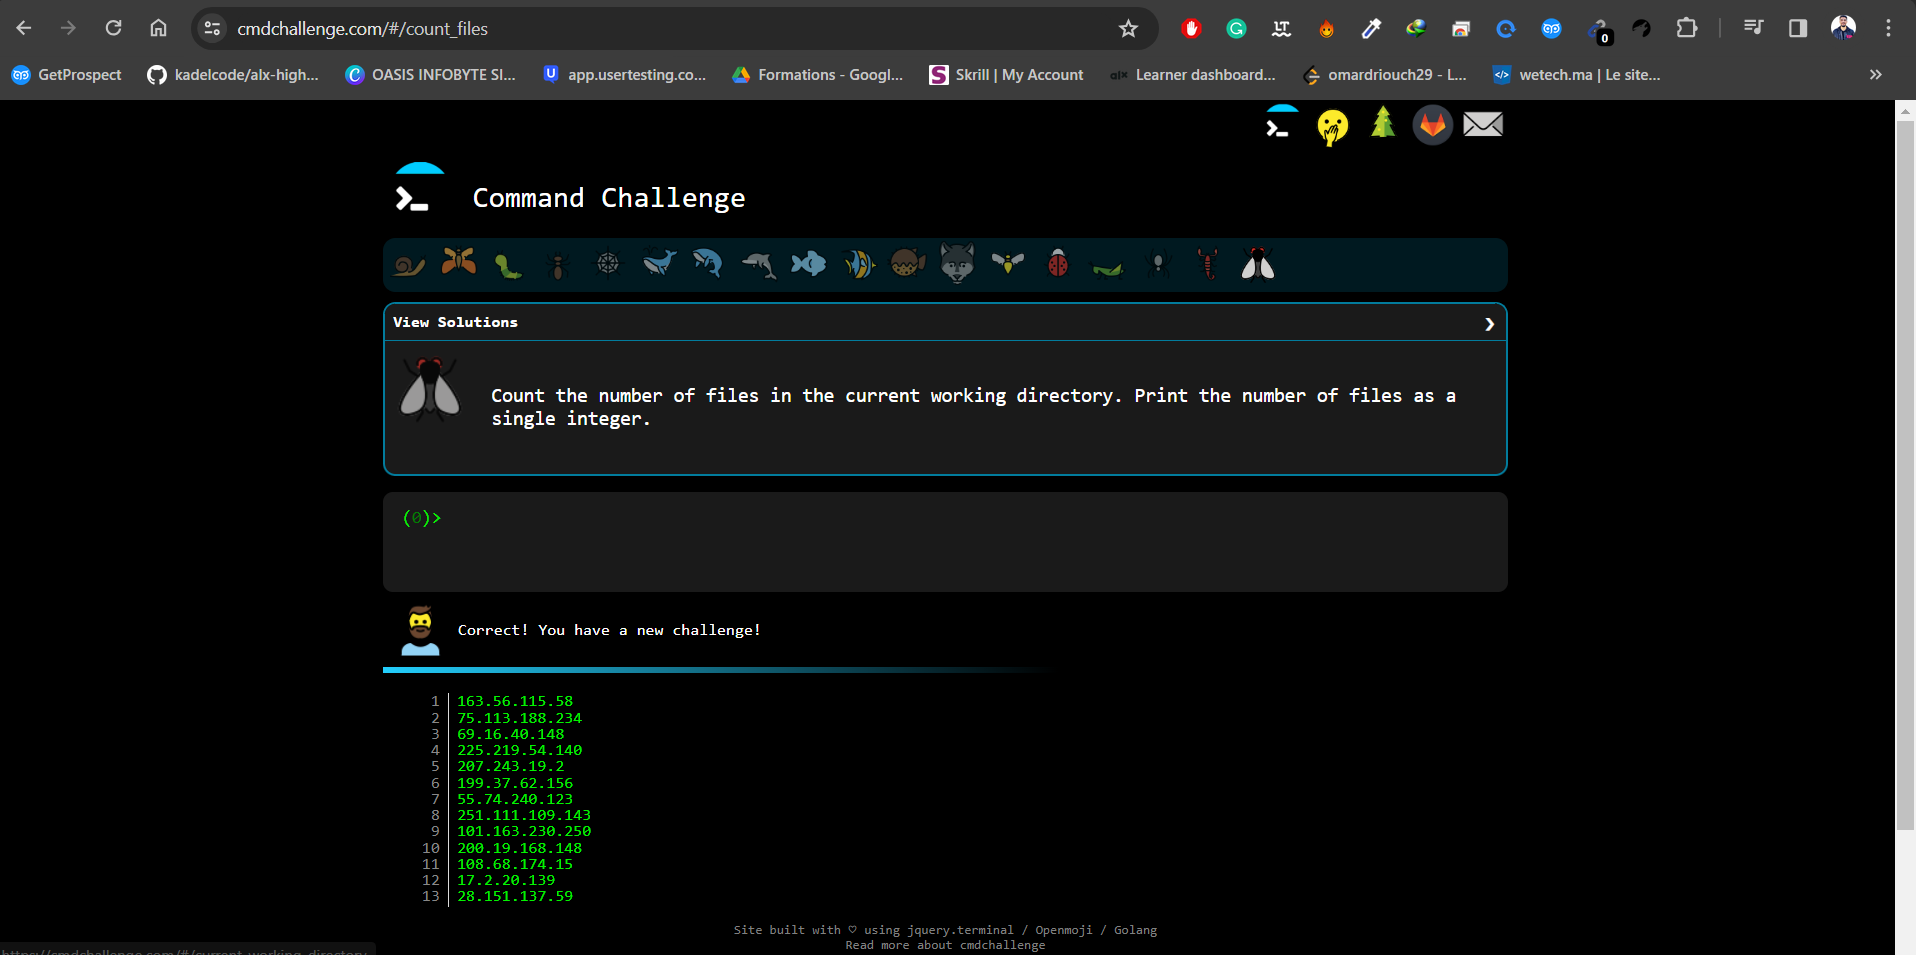 cmdchallenge.com/#/count_files
0
GetProspect
kadelcode/alx-high...
OASIS INFOBYTE SI...
app.usertesting.co...
Formations - Googl...
Skrill | My Account
Learner dashboard...
omardriouch29 - L...
wetech.ma | Le site...
Command Challenge
View Solutions
Count the number of files in the current working directory. Print the number of files as a
single integer.
(0)>
Correct! You have a new challenge!
1 163.56.115.58
2 75.113.188.234
3 69.16.40.148
4 225.219.54.140
5 207.243.19.2
6 199.37.62.156
7 55.74.240.123
8 251.111.109.143
9 101.163.230.250
10 200.19.168.148
11 108.68.174.15
12 17.2.20.139
13 28.151.137.59
Site built with ♡ using jquery.terminal / Openmoji / Golang
Read more about cmdchallenge
https://cmdchallenge.com/#/current_working_directory